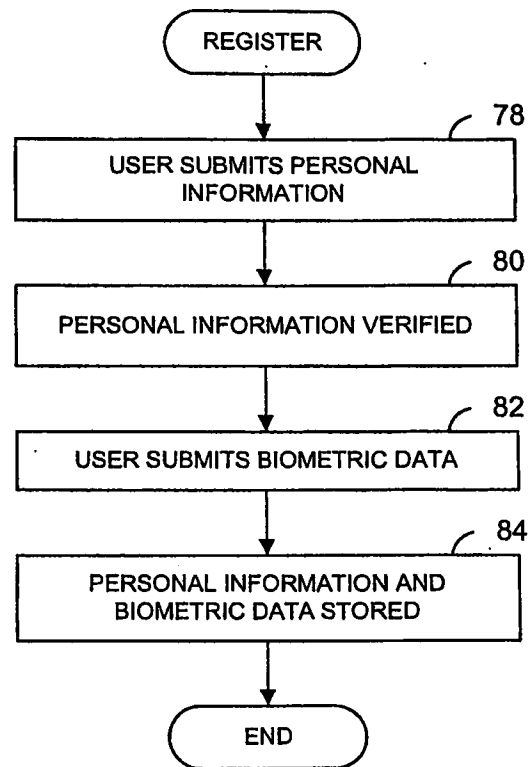 REGISTER
78
USER SUBMITS PERSONAL
INFORMATION
80
PERSONAL INFORMATION VERIFIED
82
USER SUBMITS BIOMETRIC DATA
84
PERSONAL INFORMATION AND
BIOMETRIC DATA STORED
END